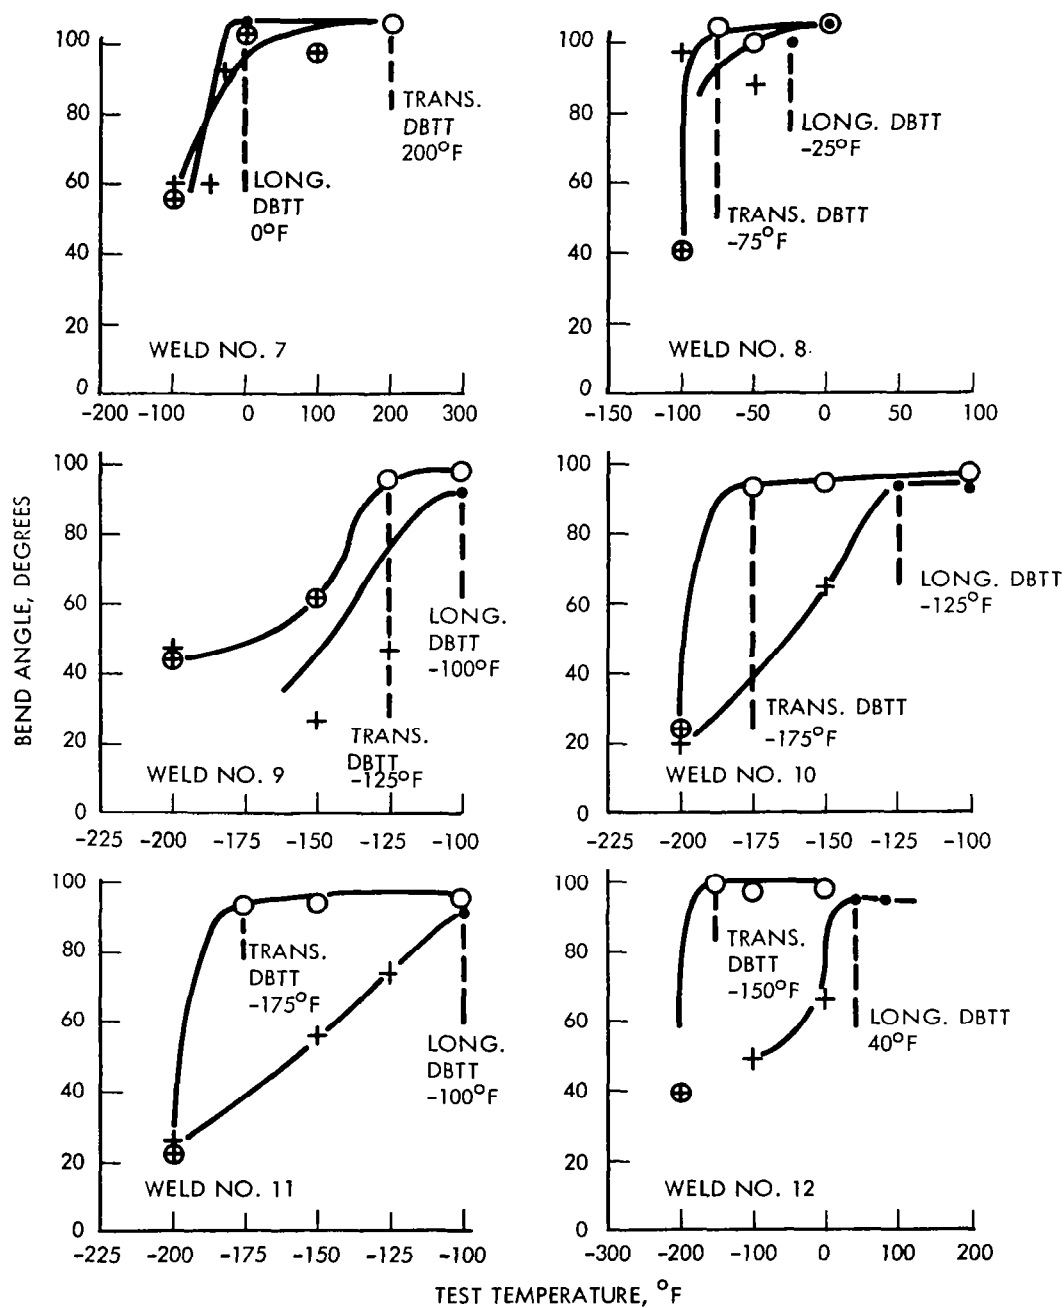 100
80
60
40
20
0
-200 -100 0 100 200 300
TRANS.
DBTT
200°F
LONG.
DBTT
0°F
WELD NO. 7
100
80
60
40
20
0
-150 -100 -50 0 50 100
LONG. DBTT
-25°F
TRANS. DBTT
-75°F
WELD NO. 8
BEND ANGLE, DEGREES
100
80
60
40
20
0
-225 -200 -175 -150 -125 -100
LONG.
DBTT
-100°F
TRANS.
DBTT
-125°F
WELD NO. 9
100
80
60
40
20
0
-225 -200 -175 -150 -125 -100
LONG. DBTT
-125°F
TRANS. DBTT
-175°F
WELD NO. 10
100
80
60
40
20
0
-225 -200 -175 -150 -125 -100
TRANS.
DBTT
-175°F
LONG.
DBTT
-100°F
WELD NO. 11
100
80
60
40
20
0
-300 -200 -100 0 100 200
TRANS.
DBTT
-150°F
LONG. DBTT
40°F
WELD NO. 12
TEST TEMPERATURE, °F